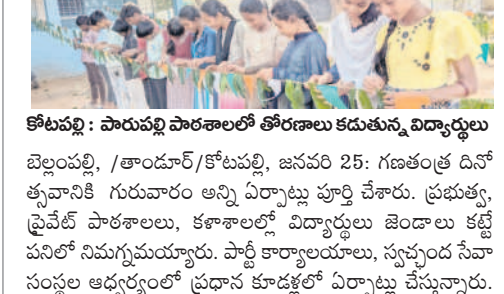 కోటపల్లి : పారుపల్లి పాఠశాలలో తోరణాలు కడుతున్న విద్యార్థులు
బెల్లంపల్లి, /తాండూర్/కోటపల్లి, జనవరి 25: గణతంత్ర దినో
త్సవానికి గురువారం అన్ని ఏర్పాట్లు పూర్తి చేశారు. ప్రభుత్వ,
ప్రైవేట్ పాఠశాలలు, కళాశాలల్లో విద్యార్థులు జెండాలు కట్టే
పనిలో నిమగ్నమయ్యారు. పార్టీ కార్యాలయాలు, స్వచ్ఛంద సేవా
సంస్థల ఆధ్వర్యంలో ప్రధాన కూడళ్లలో ఏర్పాట్లు చేస్తున్నారు.